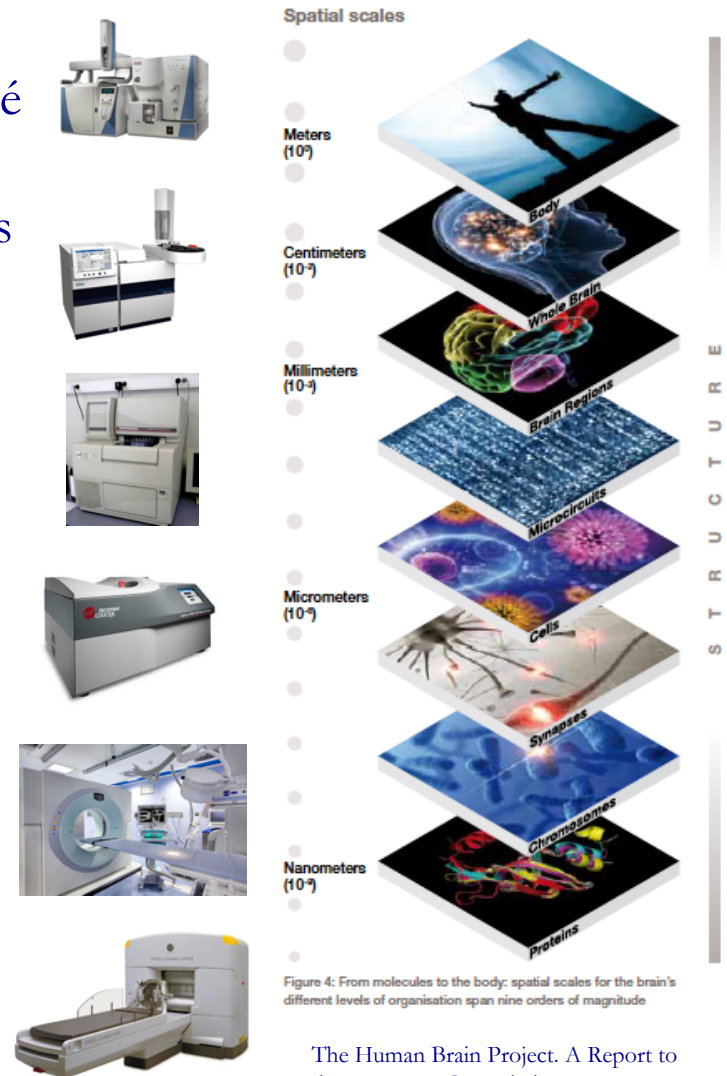 é
s
Spatial scales
Meters
(10⁰)
Centimeters
(10⁻²)
Millimeters
(10⁻³)
Micrometers
(10⁻⁶)
Nanometers
(10⁻⁹)
Body
Whole Brain
Brain Regions
Microcircuits
Cells
Synapses
Chromosomes
Proteins
STRUCTURE
BECKMAN
COULTER
Figure 4: From molecules to the body: spatial scales for the brain's
different levels of organisation span nine orders of magnitude
The Human Brain Project. A Report to